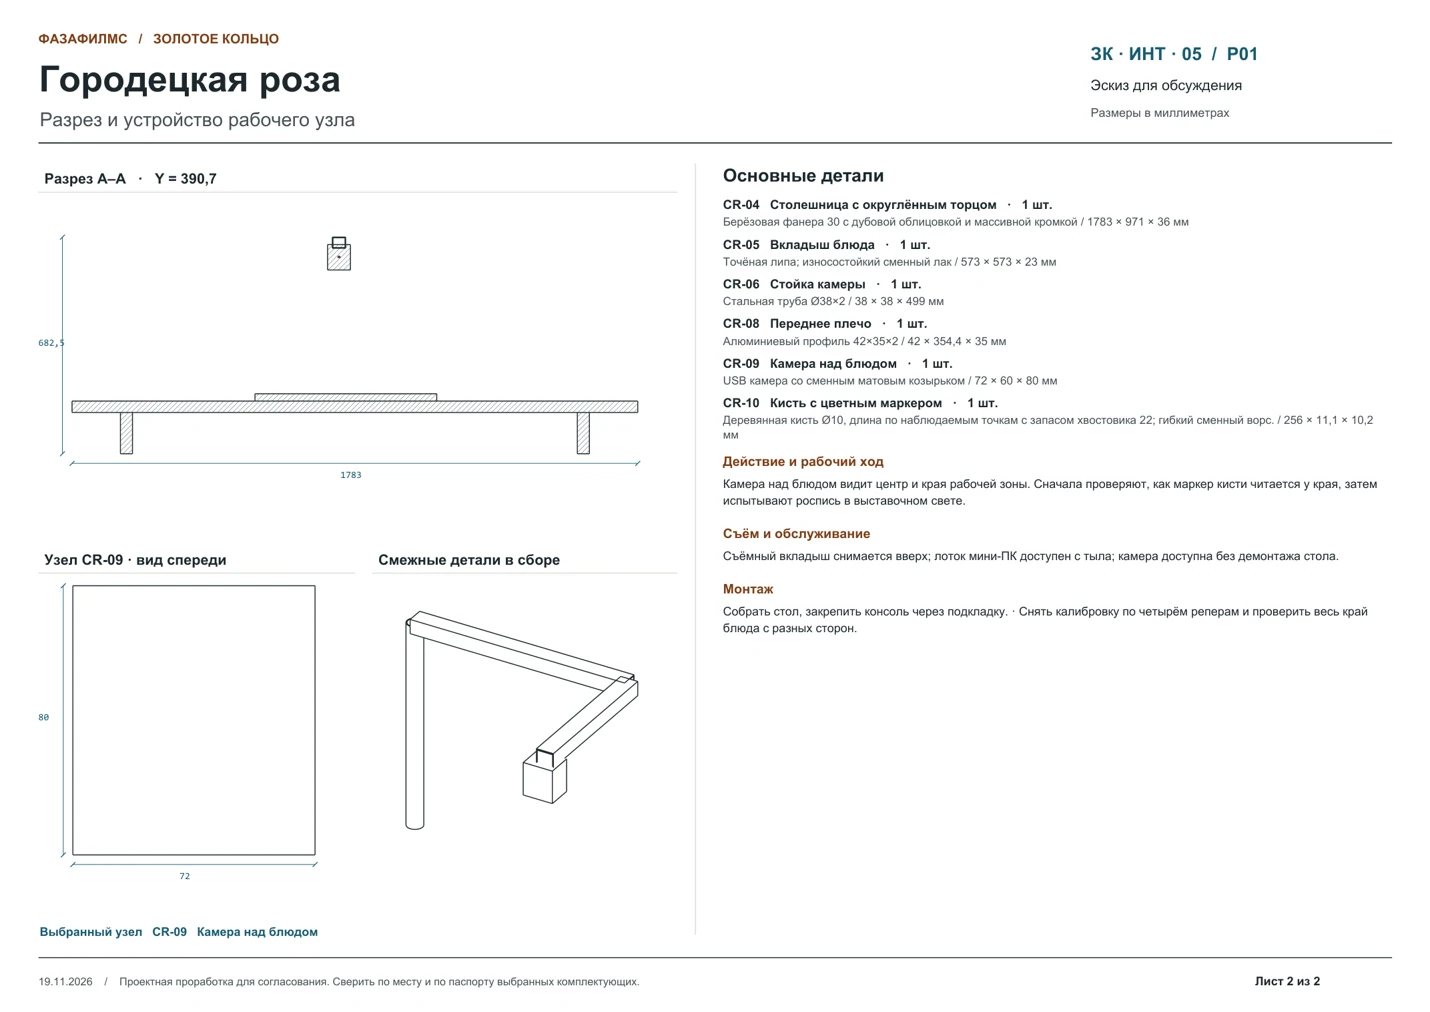 ФАЗАФИЛМС / ЗОЛОТОЕ КОЛЬЦО
Городецкая роза
Разрез и устройство рабочего узла
ЗК · ИНТ · 05 / P01
Эскиз для обсуждения
Размеры в миллиметрах
Разрез А–А · Y = 390,7
682,5
1783
Узел CR-09 · вид спереди
80
72
Смежные детали в сборе
Выбранный узел CR-09 Камера над блюдом
Основные детали
CR-04 Столешница с округлённым торцом · 1 шт.
Берёзовая фанера 30 с дубовой облицовкой и массивной кромкой / 1783 × 971 × 36 мм
CR-05 Вкладыш блюда · 1 шт.
Точёная липа; износостойкий сменный лак / 573 × 573 × 23 мм
CR-06 Стойка камеры · 1 шт.
Стальная труба Ø38×2 / 38 × 38 × 499 мм
CR-08 Переднее плечо · 1 шт.
Алюминиевый профиль 42×35×2 / 42 × 354,4 × 35 мм
CR-09 Камера над блюдом · 1 шт.
USB камера со сменным матовым козырьком / 72 × 60 × 80 мм
CR-10 Кисть с цветным маркером · 1 шт.
Деревянная кисть Ø10, длина по наблюдаемым точкам с запасом хвостовика 22; гибкий сменный ворс. / 256 × 11,1 × 10,2
мм
Действие и рабочий ход
Камера над блюдом видит центр и края рабочей зоны. Сначала проверяют, как маркер кисти читается у края, затем
испытывают роспись в выставочном свете.
Съём и обслуживание
Съёмный вкладыш снимается вверх; лоток мини-ПК доступен с тыла; камера доступна без демонтажа стола.
Монтаж
Собрать стол, закрепить консоль через подкладку. · Снять калибровку по четырём реперам и проверить весь край
блюда с разных сторон.
19.11.2026 / Проектная проработка для согласования. Сверить по месту и по паспорту выбранных комплектующих.
Лист 2 из 2